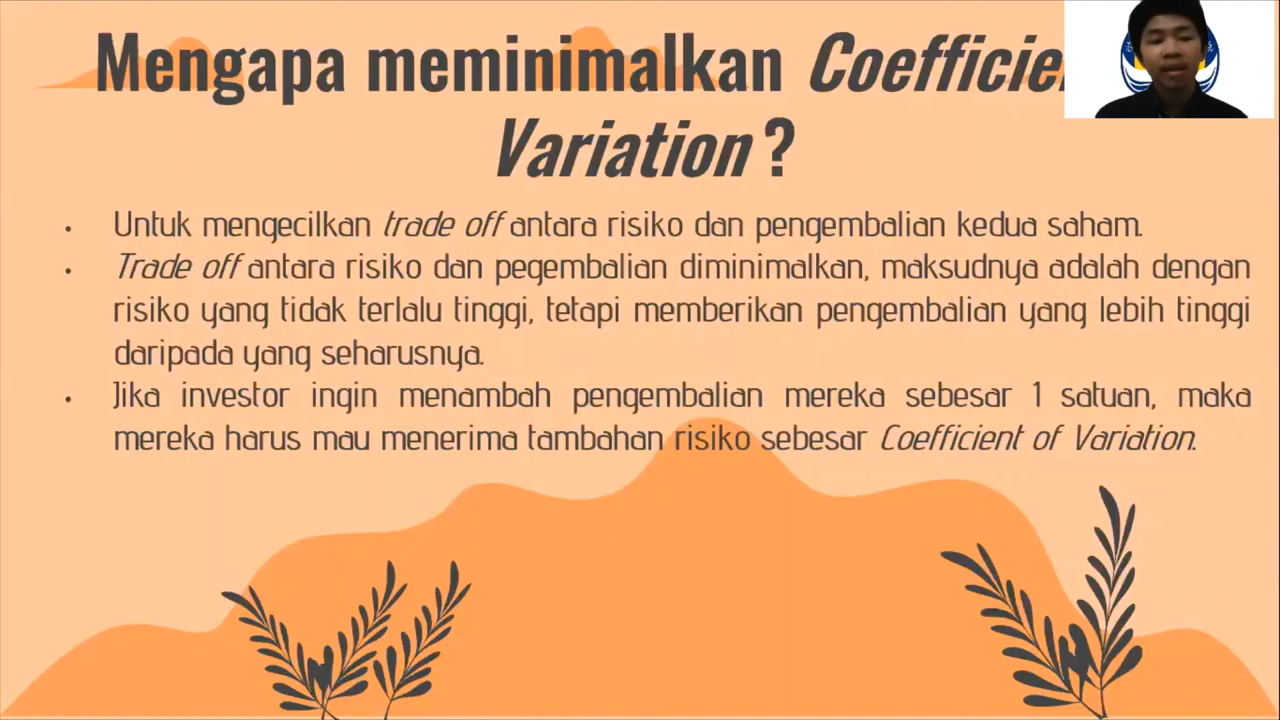 Mengapa meminimalkan Coefficie
Variation ?
• Untuk mengecilkan trade off antara risiko dan pengembalian kedua saham.
• Trade off antara risiko dan pegembalian diminimalkan, maksudnya adalah dengan
risiko yang tidak terlalu tinggi, tetapi memberikan pengembalian yang lebih tinggi
daripada yang seharusnya.
• Jika investor ingin menambah pengembalian mereka sebesar 1 satuan, maka
mereka harus mau menerima tambahan risiko sebesar Coefficient of Variation.